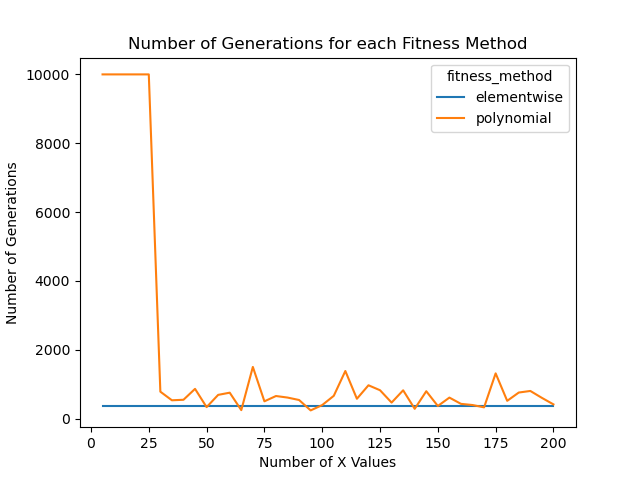 Number of Generations for each Fitness Method
fitness_method
elementwise
polynomial
Number of Generations
10000
8000
6000
4000
2000
0
0 25 50 75 100 125 150 175 200
Number of X Values